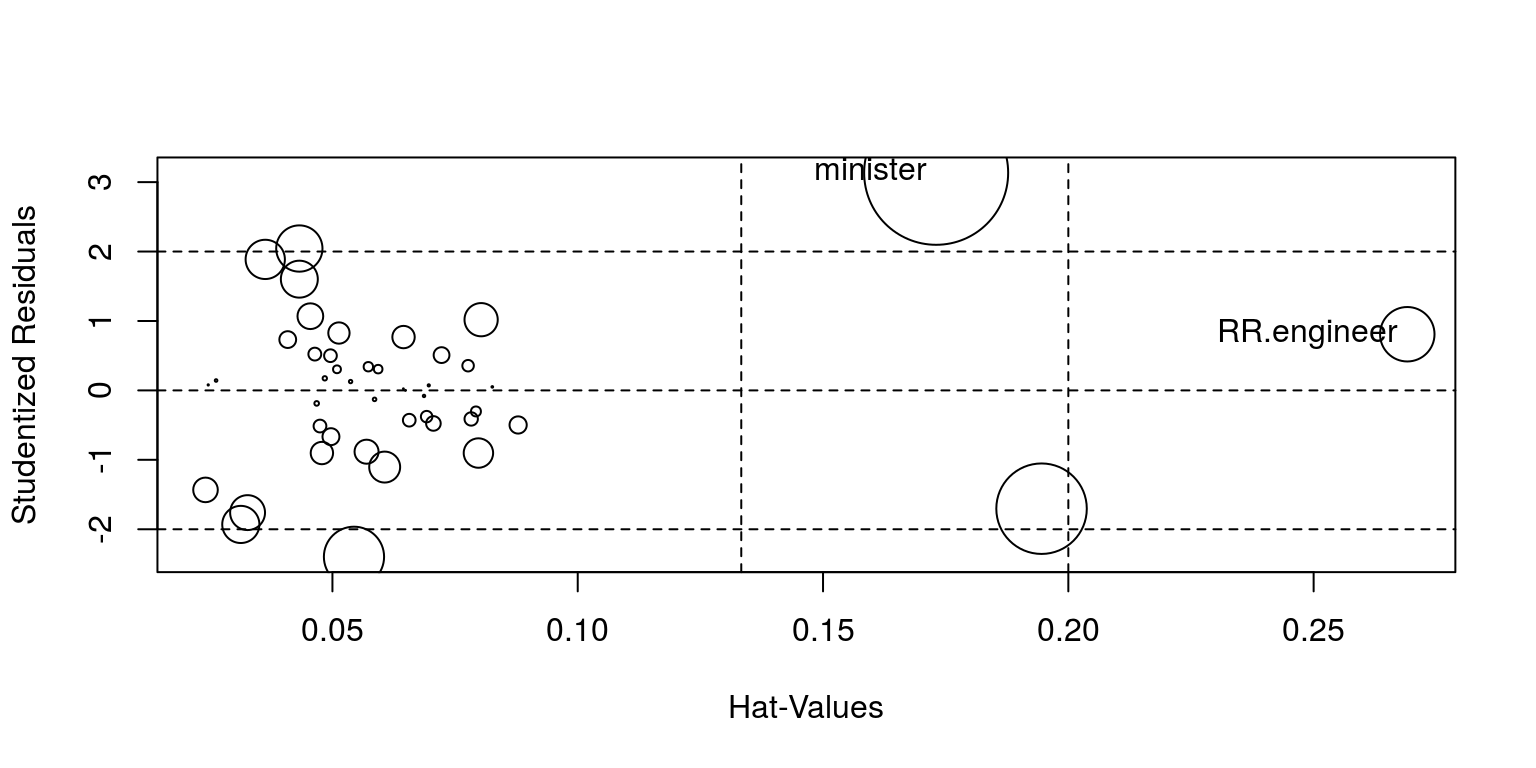 minister
RR.engineer
Studentized Residuals
3
2
1
0
-1
-2
0.05 0.10 0.15 0.20 0.25
Hat-Values